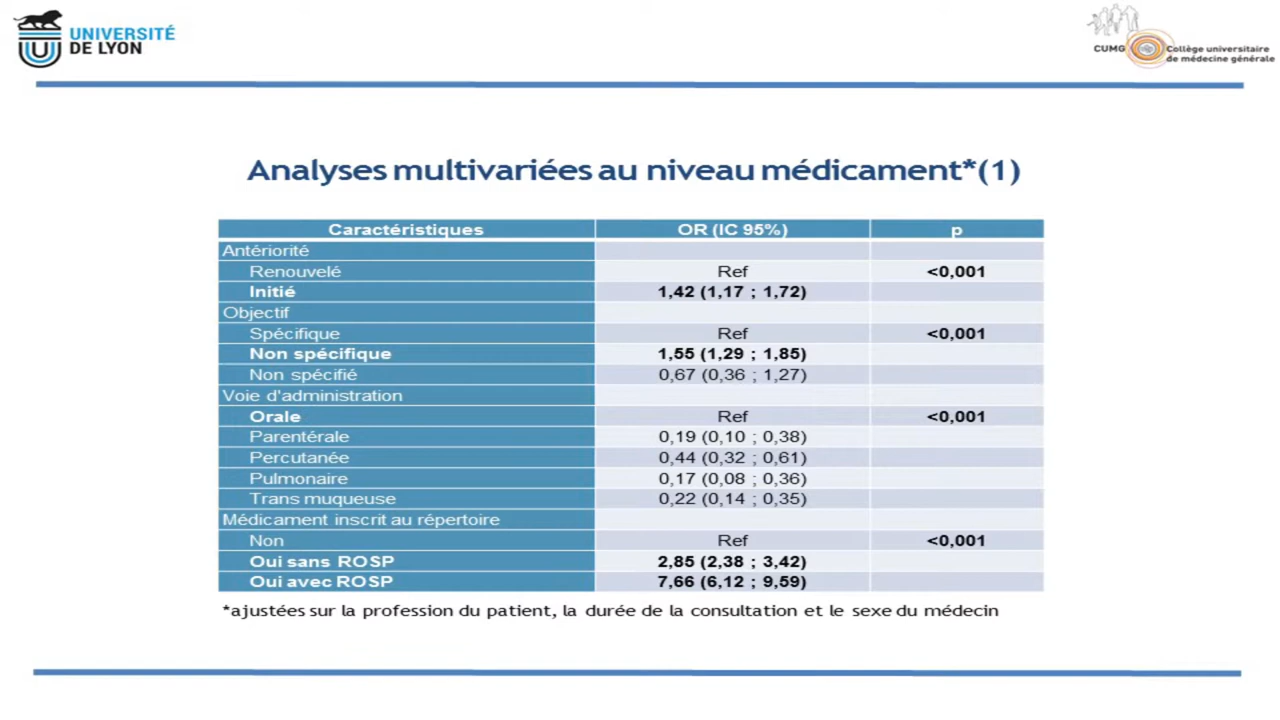 UNIVERSITÉ
DE LYON
CUMG
Collège universitaire
de médecine générale
Analyses multivariées au niveau médicament*(1)
Caractéristiques OR (IC 95%) p
Antériorité
Renouvelé Ref <0,001
Initié 1,42 (1,17 ; 1,72)
Objectif
Spécifique Ref <0,001
Non spécifique 1,55 (1,29 ; 1,85)
Non spécifié 0,67 (0,36 ; 1,27)
Voie d'administration
Orale Ref <0,001
Parentérale 0,19 (0,10 ; 0,38)
Percutanée 0,44 (0,32 ; 0,61)
Pulmonaire 0,17 (0,08 ; 0,36)
Trans muqueuse 0,22 (0,14 ; 0,35)
Médicament inscrit au répertoire
Non Ref <0,001
Oui sans ROSP 2,85 (2,38 ; 3,42)
Oui avec ROSP 7,66 (6,12 ; 9,59)
*ajustées sur la profession du patient, la durée de la consultation et le sexe du médecin